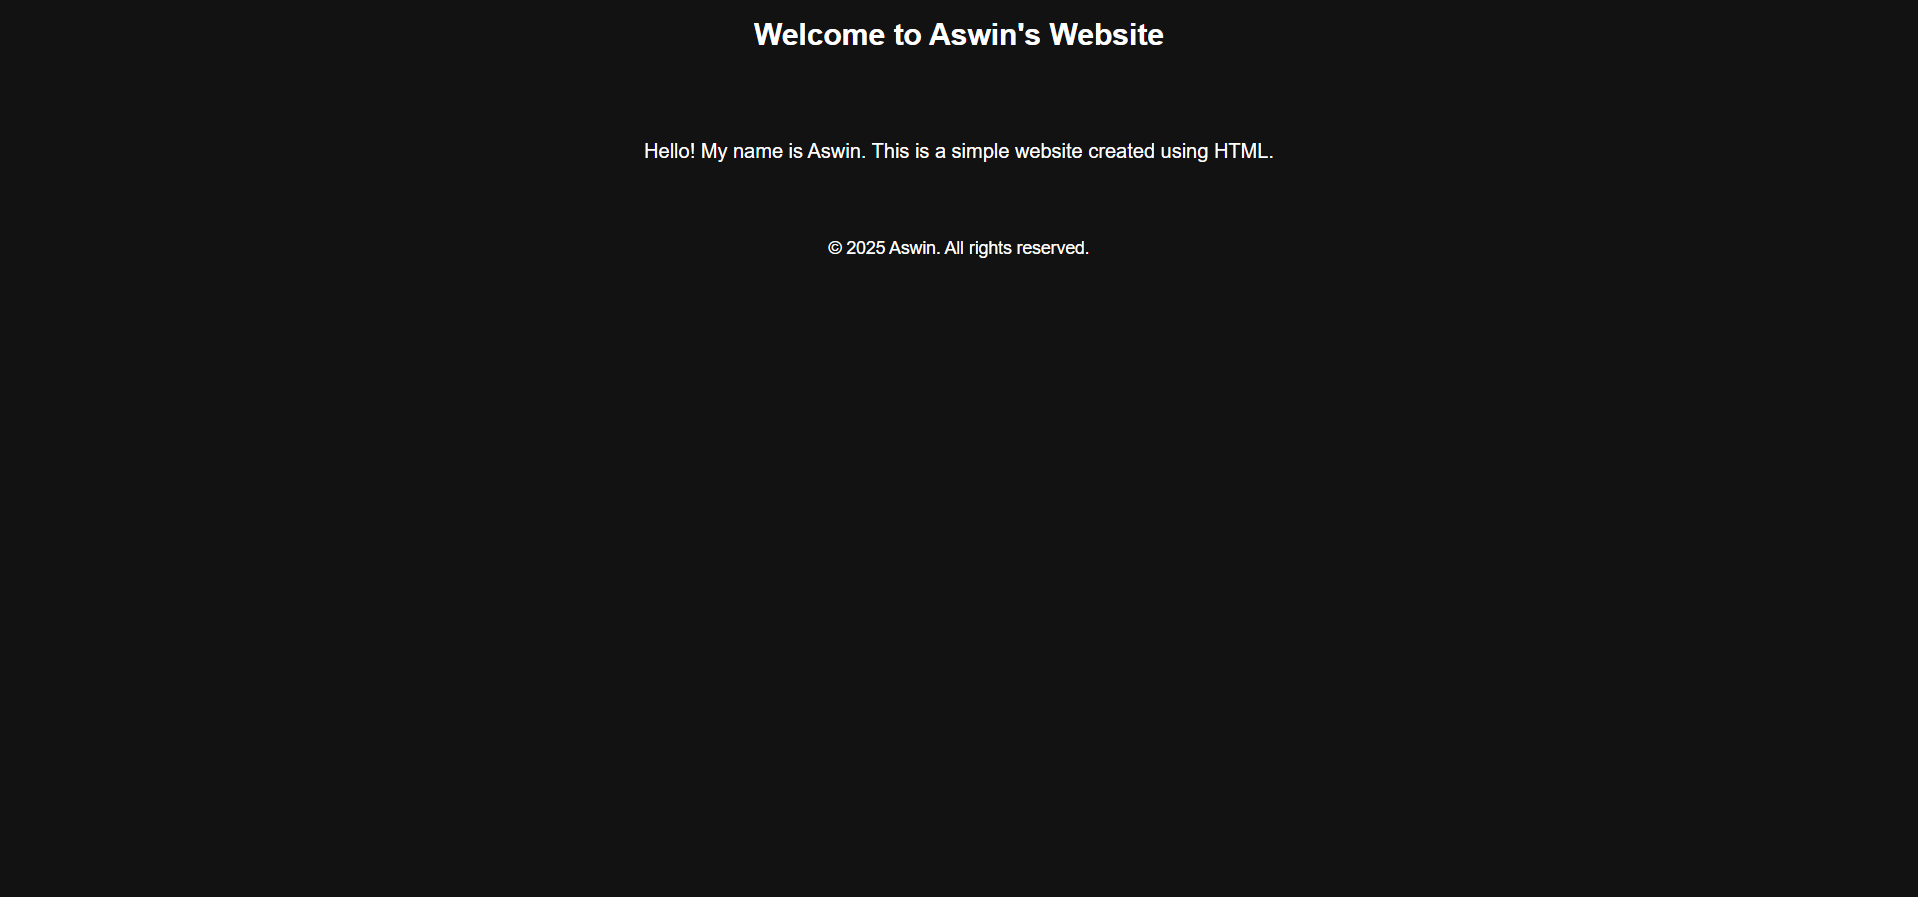 Welcome to Aswin's Website
Hello! My name is Aswin. This is a simple website created using HTML.
© 2025 Aswin. All rights reserved.